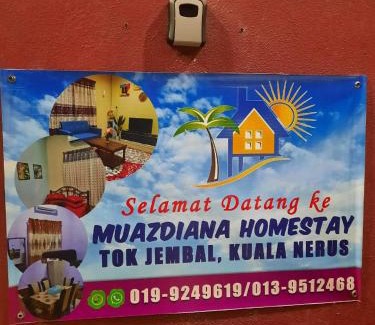 Selamat Datang ke
MUAZDIANA HOMESTAY
TOK JEMBAL, KUALA NERUS
019-9249619/013-9512468